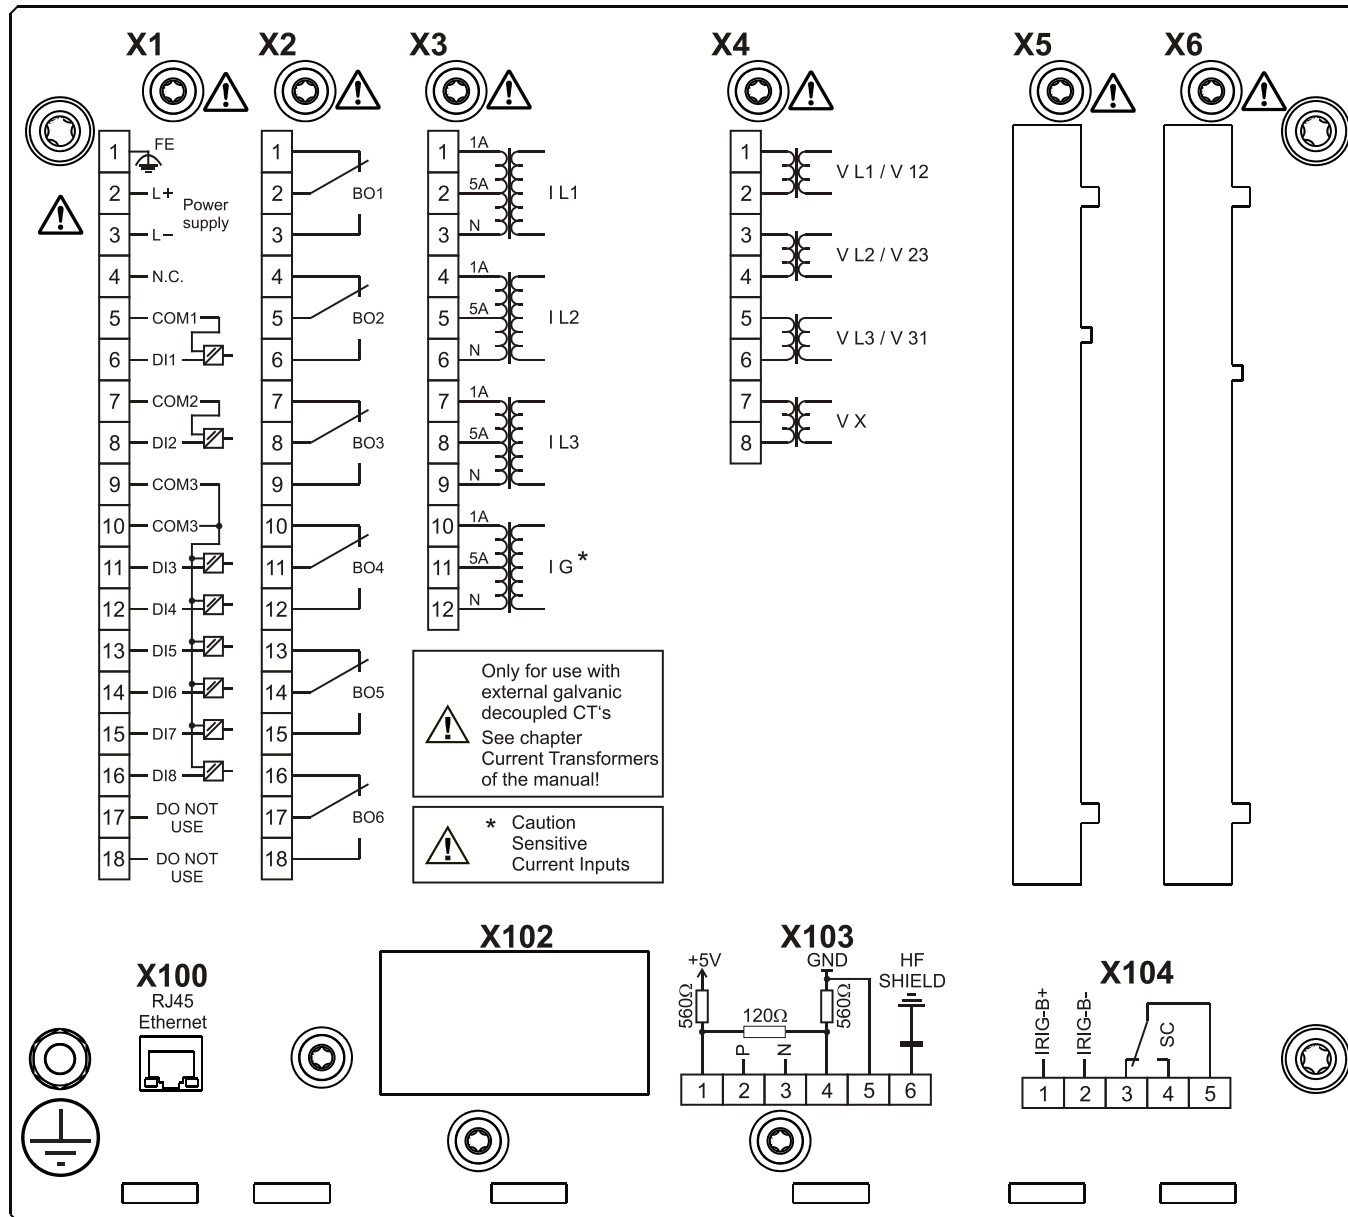 X1
X2
X3
X4
X5
X6
1 FE
2 L+
Power
supply
3 L–
4 N.C.
5 COM1
6 DI1
7 COM2
8 DI2
9 COM3
10 COM3
11 DI3
12 DI4
13 DI5
14 DI6
15 DI7
16 DI8
17 DO NOT
USE
18 DO NOT
USE
1
2 BO1
3
4
5 BO2
6
7
8 BO3
9
10
11 BO4
12
13
14 BO5
15
16
17 BO6
18
1 1A
2 5A I L1
3 N
4 1A
5 5A I L2
6 N
7 1A
8 5A I L3
9 N
10 1A
11 5A I G*
12 N
Only for use with
external galvanic
decoupled CT‘s
See chapter
Current Transformers
of the manual!
* Caution
Sensitive
Current Inputs
1
V L1 / V 12
2
3
V L2 / V 23
4
5
V L3 / V 31
6
7
V X
8
X100
RJ45
Ethernet
X102
X103
+5V
GND
HF
SHIELD
560Ω
120Ω
560Ω
P
N
1 2 3 4 5 6
X104
IRIG-B+
IRIG-B-
SC
1 2 3 4 5